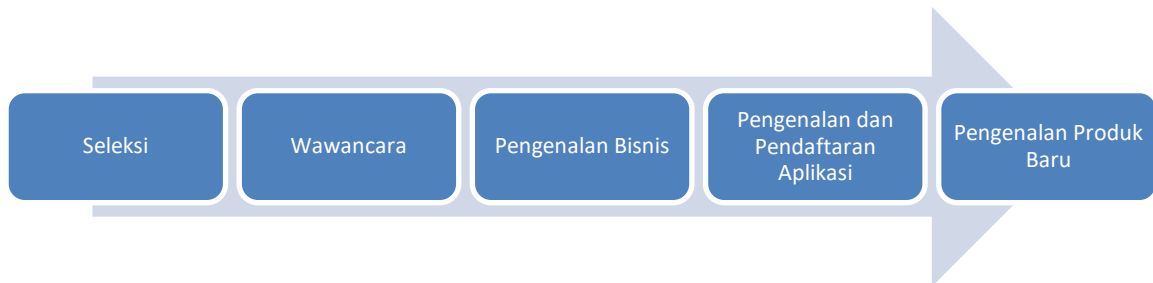 Seleksi
Wawancara
Pengenalan Bisnis
Pengenalan dan
Pendaftaran
Aplikasi
Pengenalan Produk
Baru